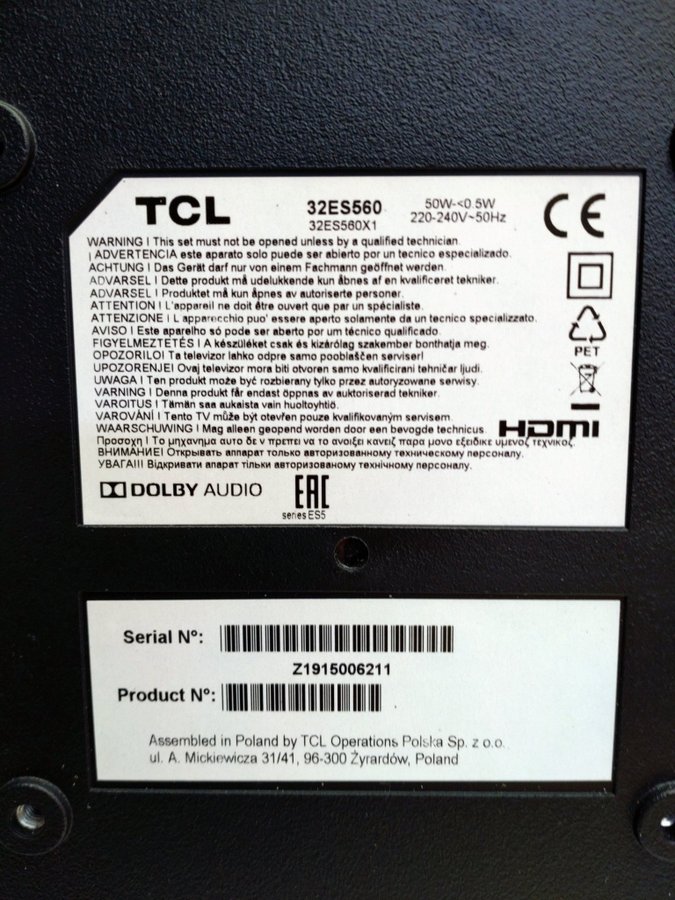 TCL
32ES560
32ES560X1
50W-<0.5W
220-240V~50Hz
CE
WARNING ! This set must not be opened unless by a qualified technician.
¡ ADVERTENCIA este aparato solo puede ser abierto por un tecnico especializado.
ACHTUNG ! Das Gerät darf nur von einem Fachmann geöffnet werden.
ADVARSEL ! Dette produkt må udelukkende kun åbnes af en kvalificeret tekniker.
ADVARSEL ! Produktet må kun åpnes av autoriserte personer.
ATTENTION ! L'appareil ne doit être ouvert que par un spécialiste.
ATTENZIONE ! L apparecchio puo' essere aperto solamente da un tecnico specializzato.
AVISO ! Este aparelho só pode ser aberto por um técnico qualificado.
FIGYELMEZTETÉS ! A készüléket csak és kizárólag szakember bonthatja meg.
OPOZORILO! Ta televizor lahko odpre samo pooblaščen serviser!
UPOZORENJE! Ovaj televizor mora biti otvoren samo kvalificirani tehničar ljudi.
UWAGA ! Ten produkt może być rozbierany tylko przez autoryzowane serwisy.
VARNING ! Denna produkt får endast öppnas av auktoriserad tekniker.
VAROITUS ! Tämän saa aukaista vain huoltoyhtiö.
VAROVÁNÍ ! Tento TV může být otevřen pouze kvalifikovaným servisem.
WAARSCHUWING ! Mag alleen geopend worden door een bevogde technicus.
Προσοχη ! Το μηχανημα αυτο δε ν πρεπει να το ανοιξει κανεiς παρα μονο εξειδικε υμενος τεχνικος.
ВНИМАНИЕ! Открывать аппарат только авторизованному техническому персоналу.
УВАГА!!! Відкривати апарат тільки авторизованому технічному персоналу.
PET
HDMI
DOLBY AUDIO
EAC
series ES5
Serial Nº:
Z1915006211
Product Nº:
Assembled in Poland by TCL Operations Polska Sp. z o.o.
ul. A. Mickiewicza 31/41, 96-300 Żyrardów, Poland